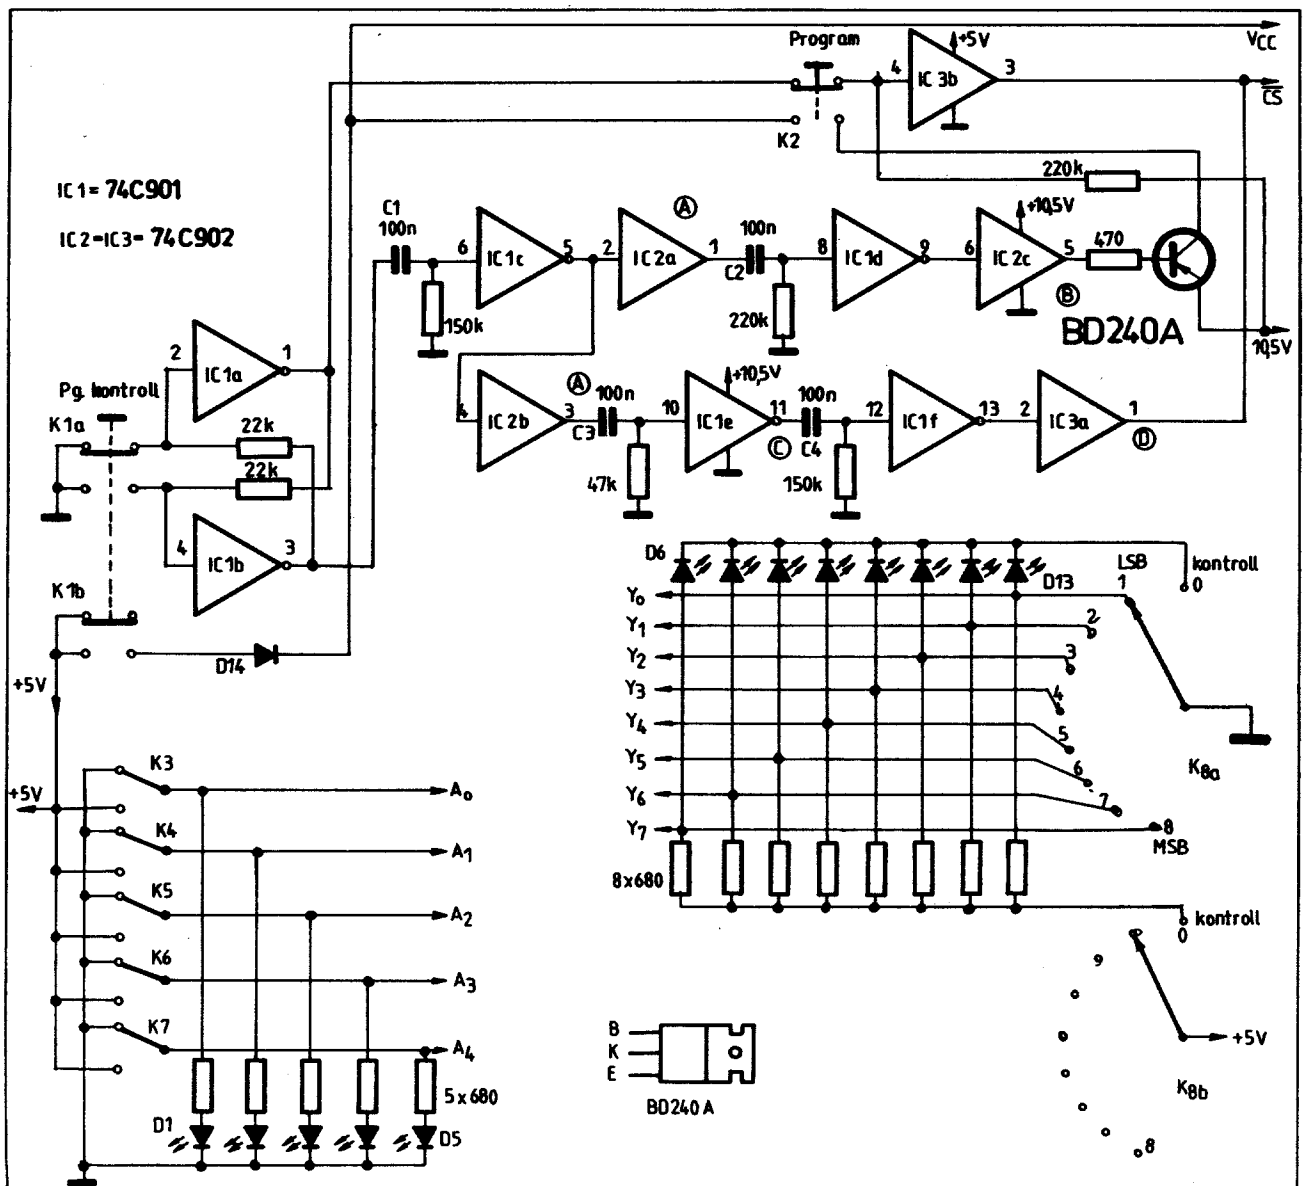 VCC
Program
+5V
4
IC3b
3
CS
K2
220k
IC1 = 74C901
IC2=IC3= 74C902
C1
100n
6
IC1c
5
2
IC2a
A
1
100n
C2
8
IC1d
9
6
IC2c
+10,5V
5
470
B
150k
220k
BD240A
10,5V
2
IC1a
1
Pg. kontroll
K1a
22k
22k
4
IC1b
3
K1b
4
IC2b
A
3
100n
C3
10
IC1e
+10,5V
11
C
100n
C4
12
IC1f
13
2
IC3a
1
D
47k
150k
D14
+5V
D6
D13
LSB
1
kontroll
0
Y0
Y1
2
Y2
3
Y3
4
Y4
5
Y5
6
Y6
7
Y7
8
MSB
K8a
8x680
kontroll
0
9
8
+5V
K8b
+5V
K3
A0
K4
A1
K5
A2
K6
A3
K7
A4
5x680
D1
D5
B
K
E
BD240A